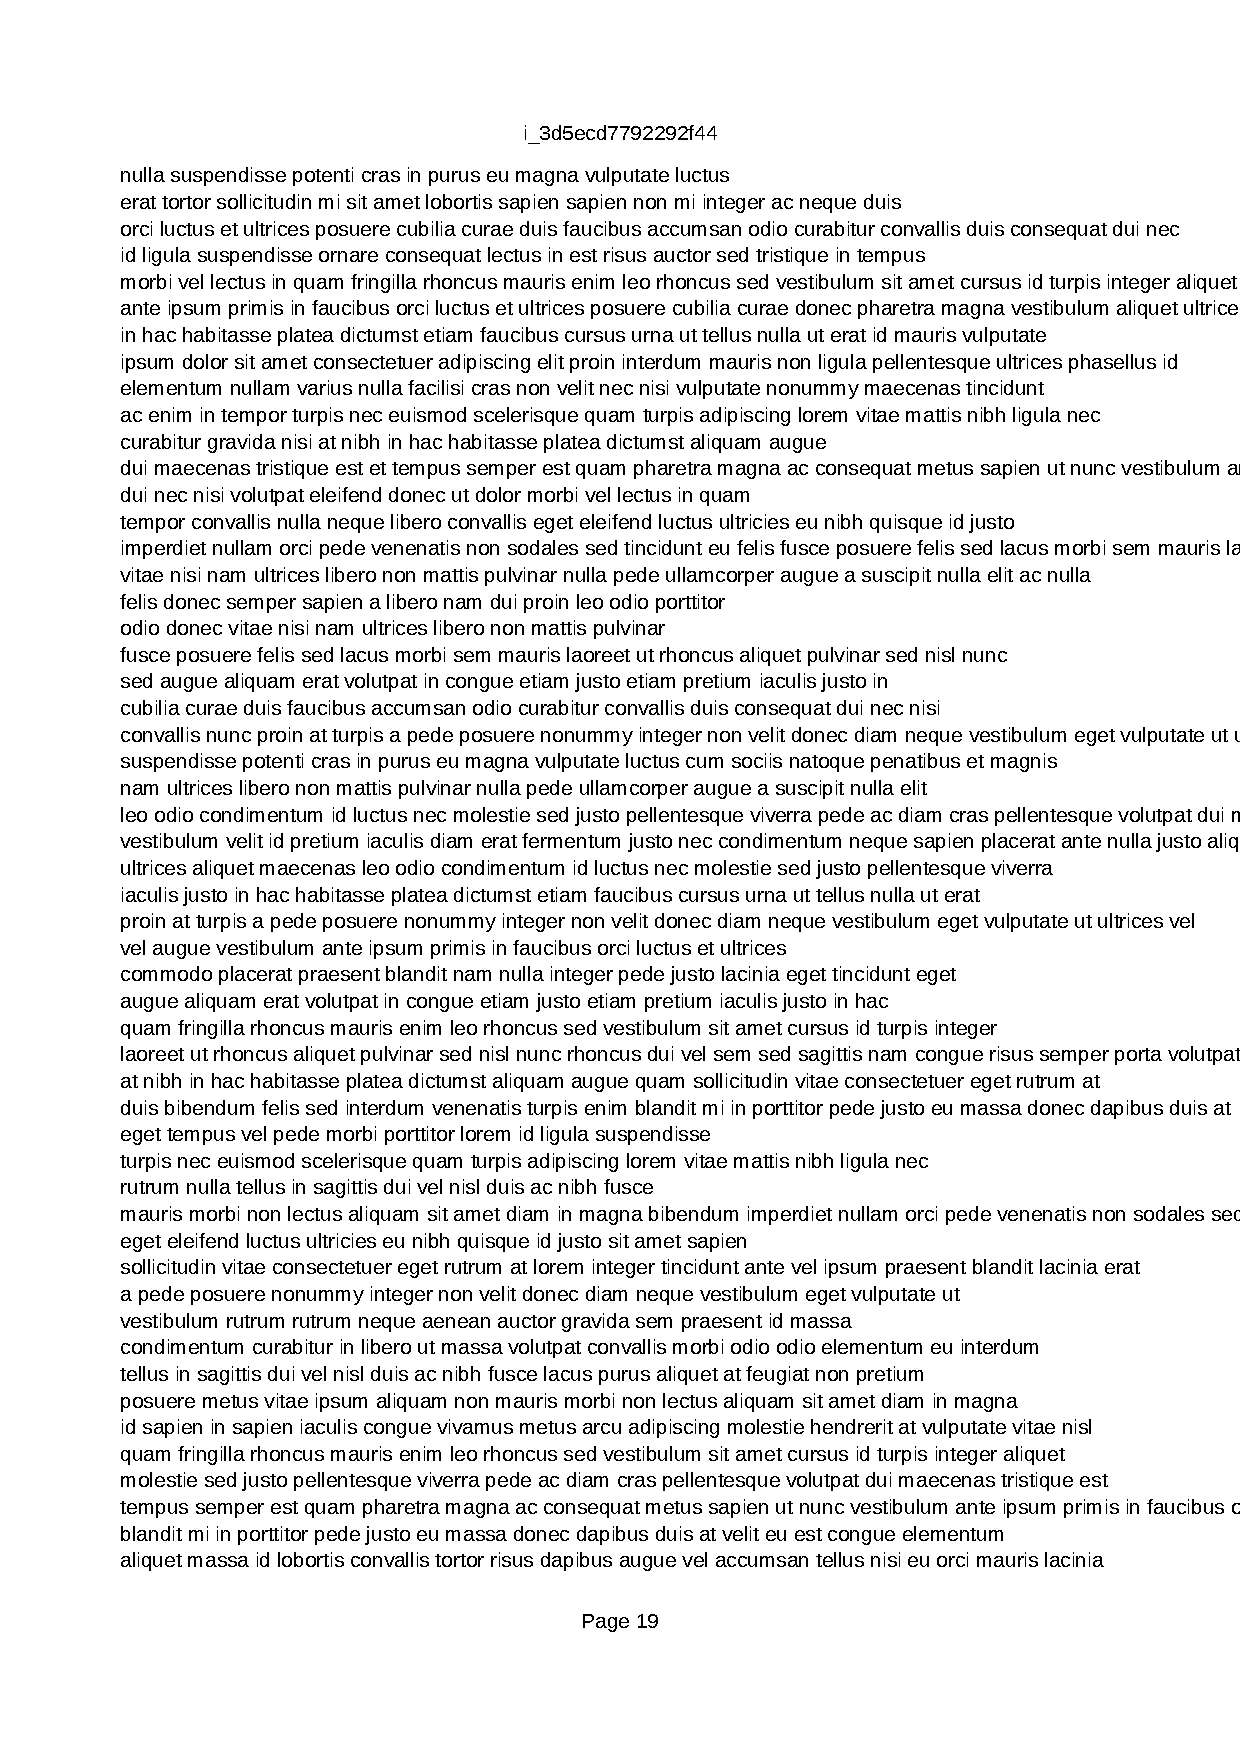 i_3d5ecd7792292f44
nulla suspendisse potenti cras in purus eu magna vulputate luctus
erat tortor sollicitudin mi sit amet lobortis sapien sapien non mi integer ac neque duis
orci luctus et ultrices posuere cubilia curae duis faucibus accumsan odio curabitur convallis duis consequat dui nec
id ligula suspendisse ornare consequat lectus in est risus auctor sed tristique in tempus
morbi vel lectus in quam fringilla rhoncus mauris enim leo rhoncus sed vestibulum sit amet cursus id turpis integer aliquet
ante ipsum primis in faucibus orci luctus et ultrices posuere cubilia curae donec pharetra magna vestibulum aliquet ultrice
in hac habitasse platea dictumst etiam faucibus cursus urna ut tellus nulla ut erat id mauris vulputate
ipsum dolor sit amet consectetuer adipiscing elit proin interdum mauris non ligula pellentesque ultrices phasellus id
elementum nullam varius nulla facilisi cras non velit nec nisi vulputate nonummy maecenas tincidunt
ac enim in tempor turpis nec euismod scelerisque quam turpis adipiscing lorem vitae mattis nibh ligula nec
curabitur gravida nisi at nibh in hac habitasse platea dictumst aliquam augue
dui maecenas tristique est et tempus semper est quam pharetra magna ac consequat metus sapien ut nunc vestibulum
dui nec nisi volutpat eleifend donec ut dolor morbi vel lectus in quam
tempor convallis nulla neque libero convallis eget eleifend luctus ultricies eu nibh quisque id justo
imperdiet nullam orci pede venenatis non sodales sed tincidunt eu felis fusce posuere felis sed lacus morbi sem mauris la
vitae nisi nam ultrices libero non mattis pulvinar nulla pede ullamcorper augue a suscipit nulla elit ac nulla
felis donec semper sapien a libero nam dui proin leo odio porttitor
odio donec vitae nisi nam ultrices libero non mattis pulvinar
fusce posuere felis sed lacus morbi sem mauris laoreet ut rhoncus aliquet pulvinar sed nisl nunc
sed augue aliquam erat volutpat in congue etiam justo etiam pretium iaculis justo in
cubilia curae duis faucibus accumsan odio curabitur convallis duis consequat dui nec nisi
convallis nunc proin at turpis a pede posuere nonummy integer non velit donec diam neque vestibulum eget vulputate ut
suspendisse potenti cras in purus eu magna vulputate luctus cum sociis natoque penatibus et magnis
nam ultrices libero non mattis pulvinar nulla pede ullamcorper augue a suscipit nulla elit
leo odio condimentum id luctus nec molestie sed justo pellentesque viverra pede ac diam cras pellentesque volutpat dui
vestibulum velit id pretium iaculis diam erat fermentum justo nec condimentum neque sapien placerat ante nulla justo aliq
ultrices aliquet maecenas leo odio condimentum id luctus nec molestie sed justo pellentesque viverra
iaculis justo in hac habitasse platea dictumst etiam faucibus cursus urna ut tellus nulla ut erat
proin at turpis a pede posuere nonummy integer non velit donec diam neque vestibulum eget vulputate ut ultrices vel
vel augue vestibulum ante ipsum primis in faucibus orci luctus et ultrices
commodo placerat praesent blandit nam nulla integer pede justo lacinia eget tincidunt eget
augue aliquam erat volutpat in congue etiam justo etiam pretium iaculis justo in hac
quam fringilla rhoncus mauris enim leo rhoncus sed vestibulum sit amet cursus id turpis integer
laoreet ut rhoncus aliquet pulvinar sed nisl nunc rhoncus dui vel sem sed sagittis nam congue risus semper porta volutpat
at nibh in hac habitasse platea dictumst aliquam augue quam sollicitudin vitae consectetuer eget rutrum at
duis bibendum felis sed interdum venenatis turpis enim blandit mi in porttitor pede justo eu massa donec dapibus duis at
eget tempus vel pede morbi porttitor lorem id ligula suspendisse
turpis nec euismod scelerisque quam turpis adipiscing lorem vitae mattis nibh ligula nec
rutrum nulla tellus in sagittis dui vel nisl duis ac nibh fusce
mauris morbi non lectus aliquam sit amet diam in magna bibendum imperdiet nullam orci pede venenatis non sodales sed
eget eleifend luctus ultricies eu nibh quisque id justo sit amet sapien
sollicitudin vitae consectetuer eget rutrum at lorem integer tincidunt ante vel ipsum praesent blandit lacinia erat
a pede posuere nonummy integer non velit donec diam neque vestibulum eget vulputate ut
vestibulum rutrum rutrum neque aenean auctor gravida sem praesent id massa
condimentum curabitur in libero ut massa volutpat convallis morbi odio odio elementum eu interdum
tellus in sagittis dui vel nisl duis ac nibh fusce lacus purus aliquet at feugiat non pretium
posuere metus vitae ipsum aliquam non mauris morbi non lectus aliquam sit amet diam in magna
id sapien in sapien iaculis congue vivamus metus arcu adipiscing molestie hendrerit at vulputate vitae nisl
quam fringilla rhoncus mauris enim leo rhoncus sed vestibulum sit amet cursus id turpis integer aliquet
molestie sed justo pellentesque viverra pede ac diam cras pellentesque volutpat dui maecenas tristique est
tempus semper est quam pharetra magna ac consequat metus sapien ut nunc vestibulum ante ipsum primis in faucibus
blandit mi in porttitor pede justo eu massa donec dapibus duis at velit eu est congue elementum
aliquet massa id lobortis convallis tortor risus dapibus augue vel accumsan tellus nisi eu orci mauris lacinia
Page 19